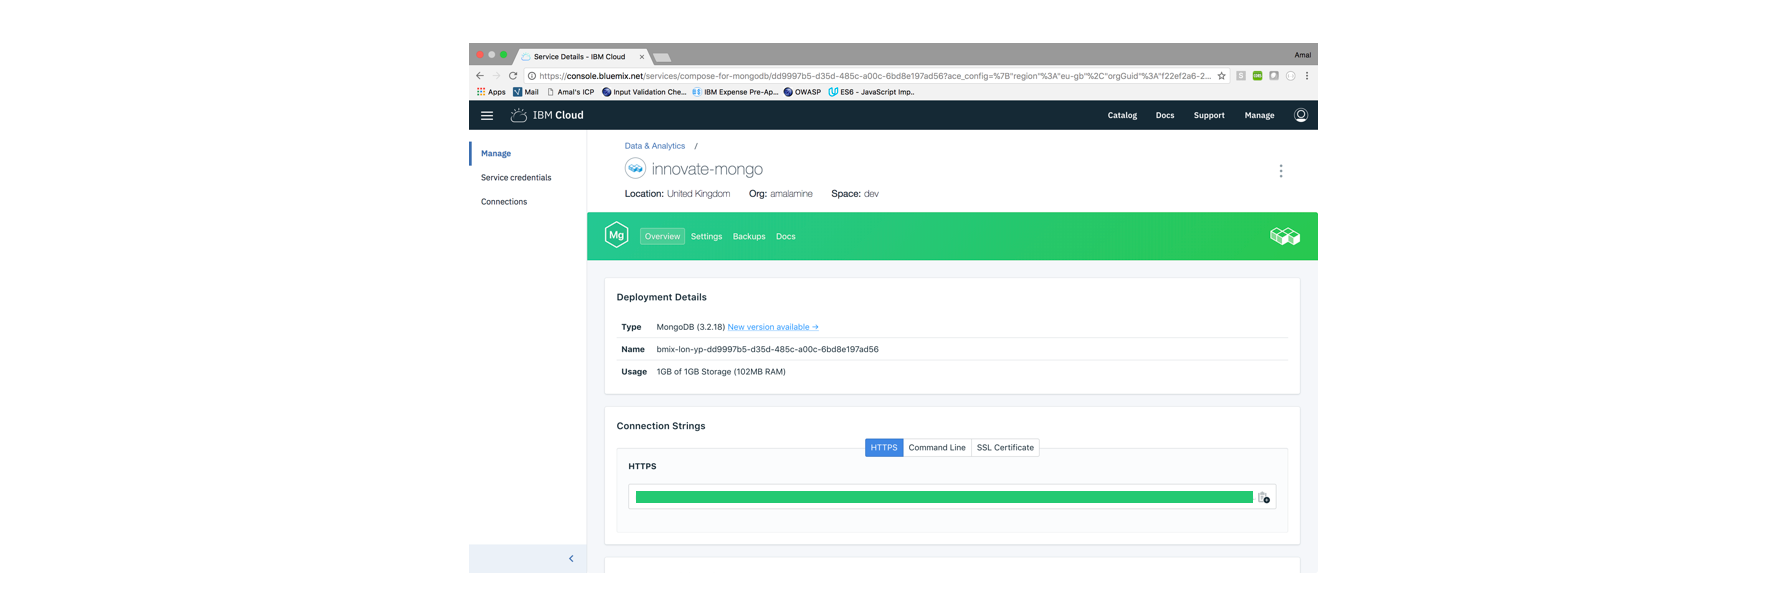 Service Details - IBM Cloud ×
Amal
https://console.bluemix.net/services/compose-for-mongodb/dd9997b5-d35d-485c-a00c-6bd8e197ad56?ace_config=%7B"region"%3A"eu-gb"%2C"orgGuid"%3A"f22ef2a6-2...
Apps Mail Amal's ICP Input Validation Che... IBM Expense Pre-Ap... OWASP ES6 - JavaScript Imp..
IBM Cloud
Catalog Docs Support Manage
Manage
Service credentials
Connections
Data & Analytics /
innovate-mongo
Location: United Kingdom Org: amalamine Space: dev
Mg Overview Settings Backups Docs
Deployment Details
Type MongoDB (3.2.18) New version available →
Name bmix-lon-yp-dd9997b5-d35d-485c-a00c-6bd8e197ad56
Usage 1GB of 1GB Storage (102MB RAM)
Connection Strings
HTTPS Command Line SSL Certificate
HTTPS